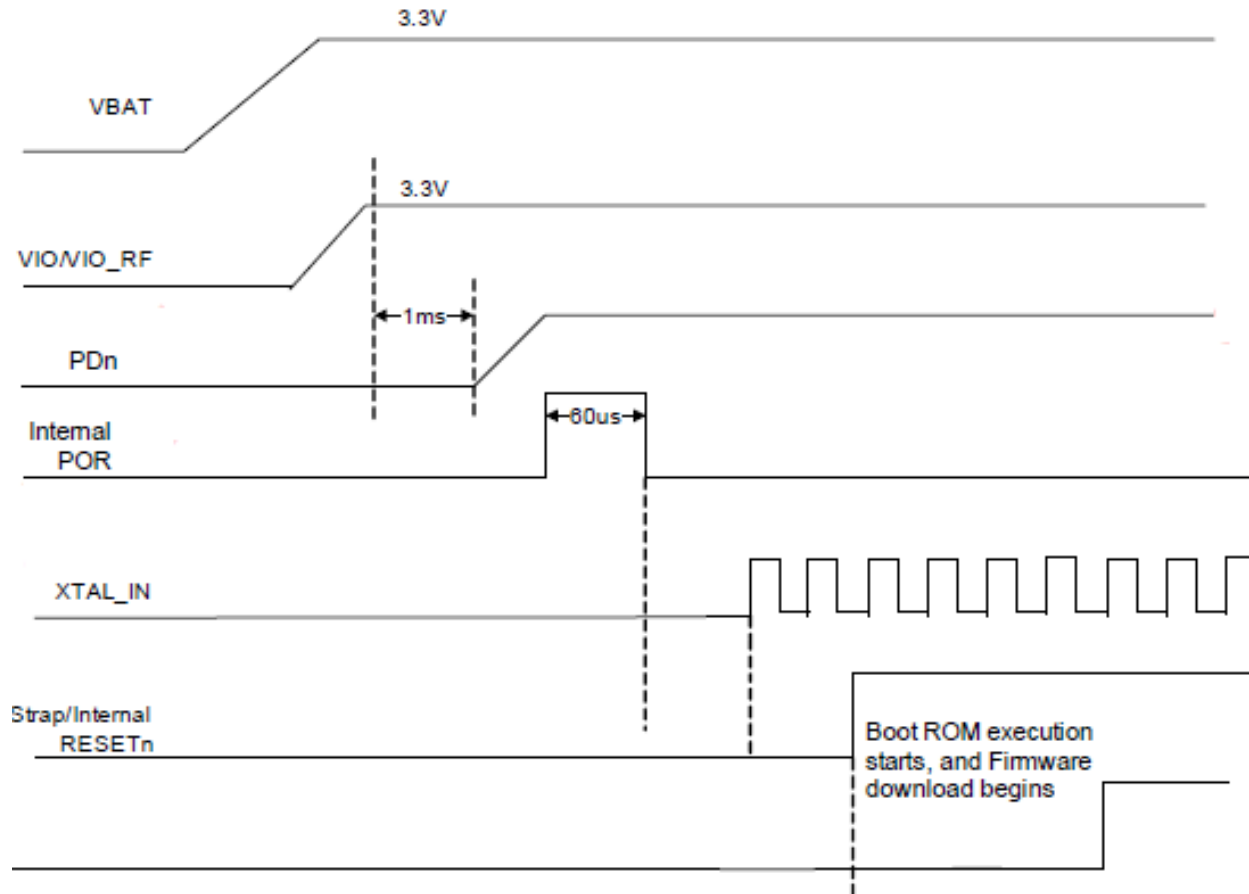 3.3V
VBAT
3.3V
VIO/VIO_RF
1ms
PDn
60us
Internal
POR
XTAL_IN
Strap/Internal
RESETn
Boot ROM execution
starts, and Firmware
download begins